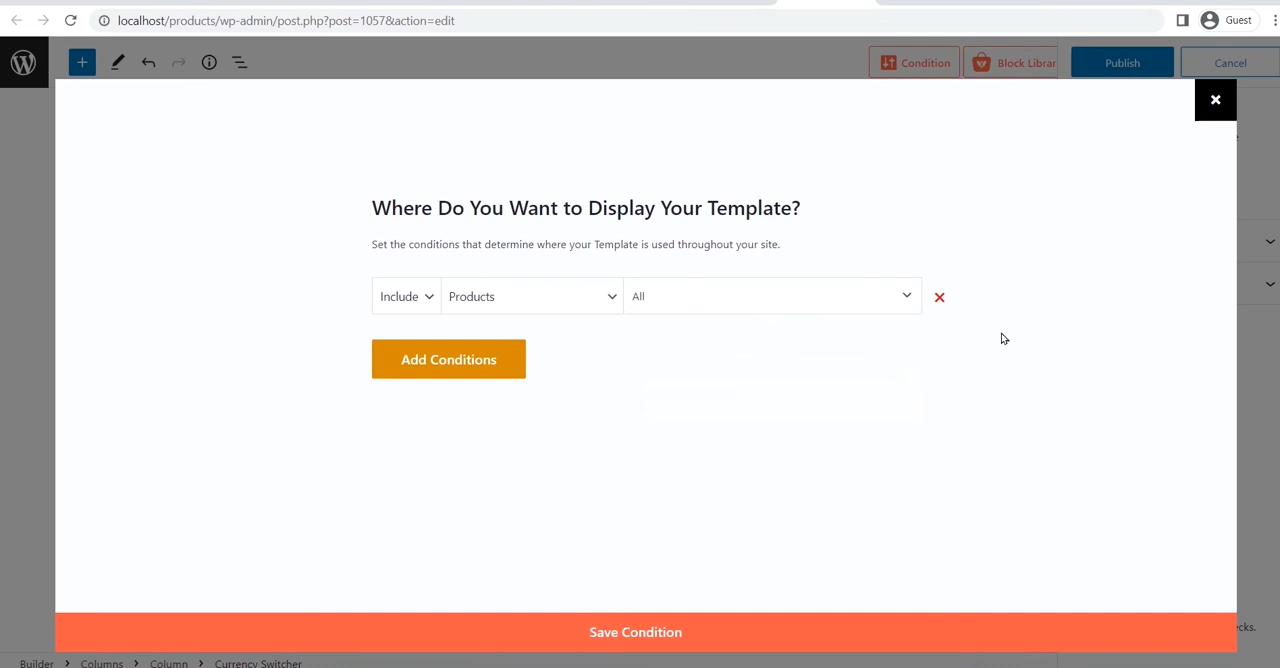 localhost/products/wp-admin/post.php?post=1057&action=edit
Guest
Condition
Block Librar
Publish
Cancel
Where Do You Want to Display Your Template?
Set the conditions that determine where your Template is used throughout your site.
Include
Products
All
Add Conditions
Save Condition
cks.
Builder
Columns
Column
Currency Switcher